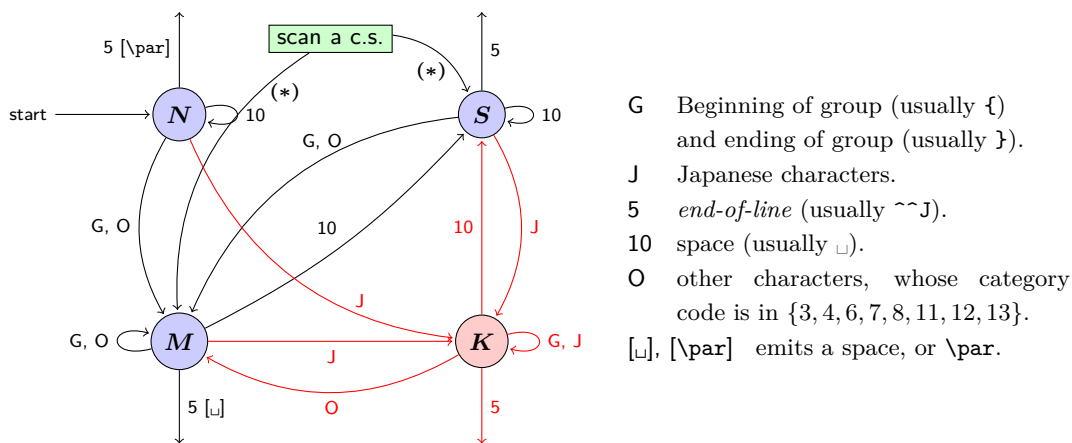 5 [\par]
scan a c.s.
5
(∗)
(∗)
start
N
10
S
10
G, O
G, O
J
10
10
J
J
G, O
M
J
K
G, J
O
5 [␣]
5
G Beginning of group (usually {)
and ending of group (usually }).
J Japanese characters.
5 end-of-line (usually ^^J).
10 space (usually ␣).
O other characters, whose category
code is in {3, 4, 6, 7, 8, 11, 12, 13}.
[␣], [\par] emits a space, or \par.